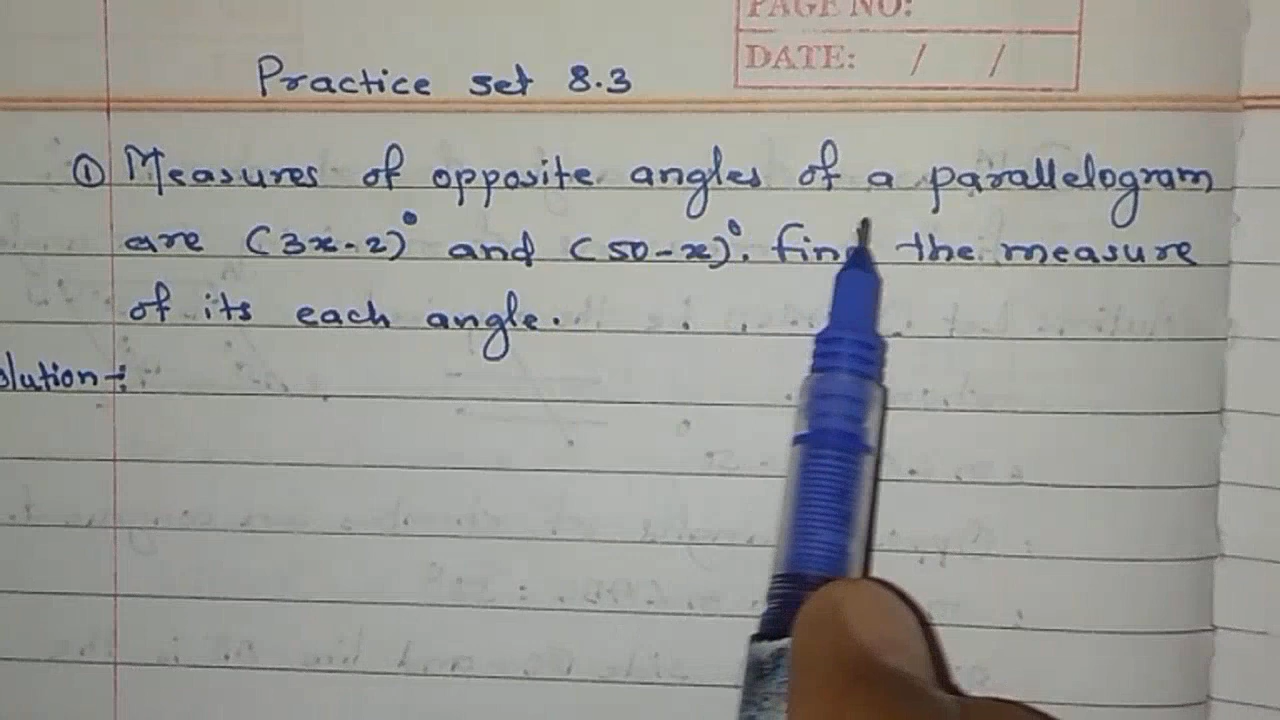 PAGE NO:
DATE: / /
Practice set 8.3
① Measures of opposite angles of a parallelogram
are (3x-2)° and (50-x)°. find the measure
of its each angle.
olution -: